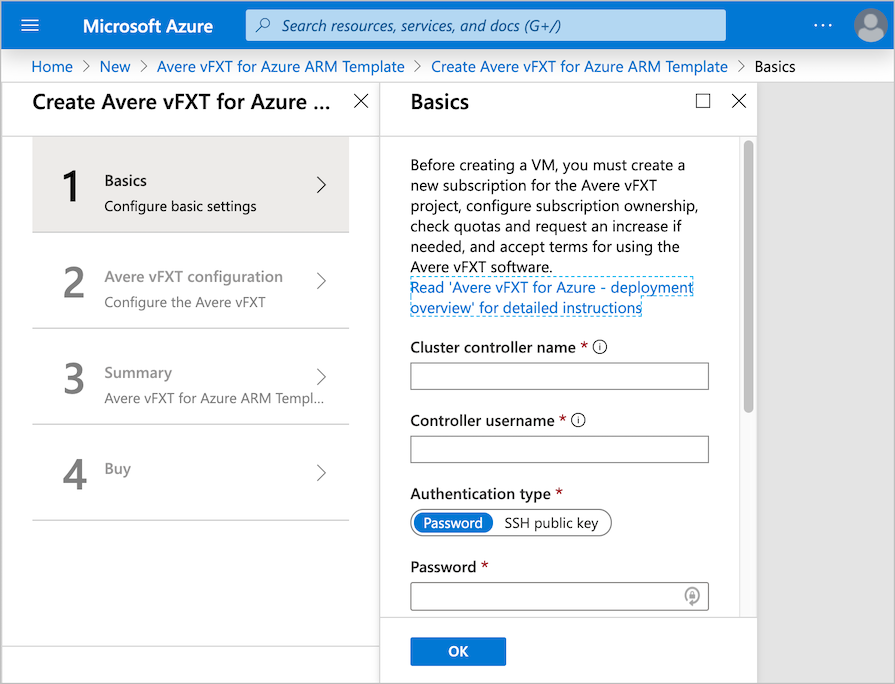 Microsoft Azure
Search resources, services, and docs (G+/)
Home > New > Avere vFXT for Azure ARM Template > Create Avere vFXT for Azure ARM Template > Basics
Create Avere vFXT for Azure ...
1
Basics
Configure basic settings
2
Avere vFXT configuration
Configure the Avere vFXT
3
Summary
Avere vFXT for Azure ARM Templ...
4
Buy
Basics
Before creating a VM, you must create a
new subscription for the Avere vFXT
project, configure subscription ownership,
check quotas and request an increase if
needed, and accept terms for using the
Avere vFXT software.
Read 'Avere vFXT for Azure - deployment
overview' for detailed instructions
Cluster controller name *
Controller username *
Authentication type *
Password SSH public key
Password *
OK